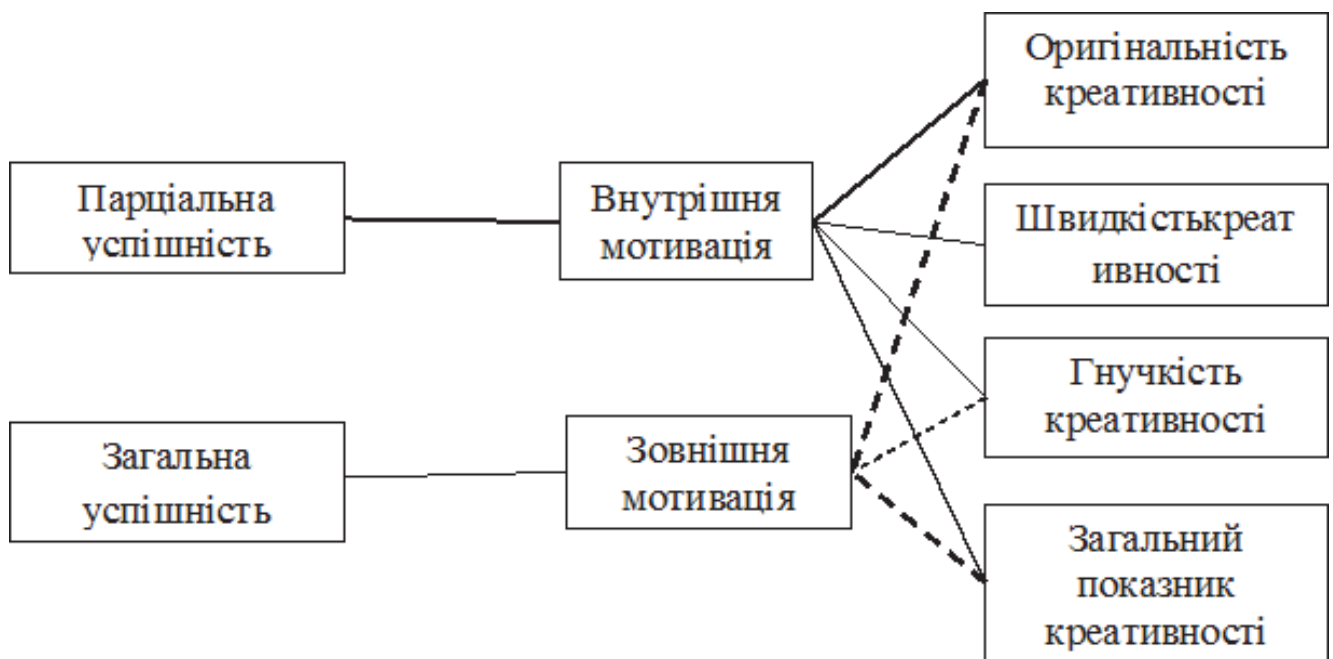 Парціальна
успішність
Загальна
успішність
Внутрішня
мотивація
Зовнішня
мотивація
Оригінальність
креативності
Швидкістькреат
ивності
Гнучкість
креативності
Загальний
показник
креативності